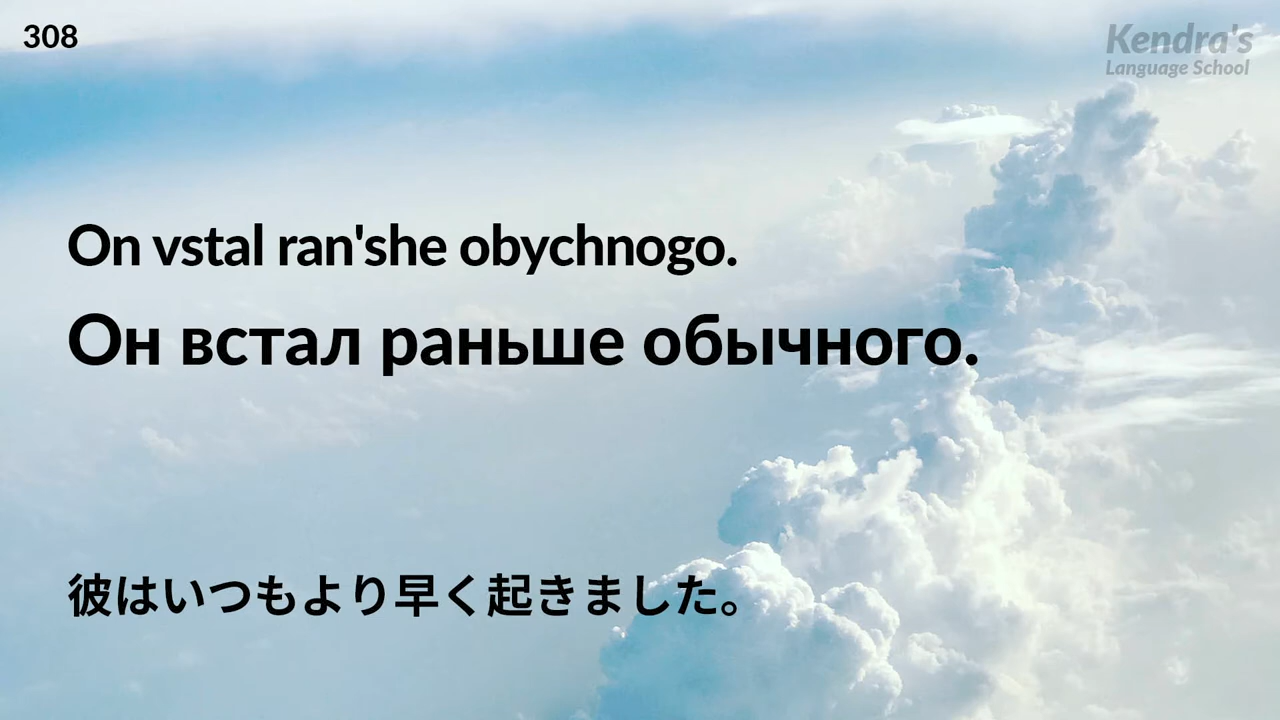 308
Kendra's
Language School
On vstal ran'she obychnogo.
Он встал раньше обычного.
彼はいつもより早く起きました。